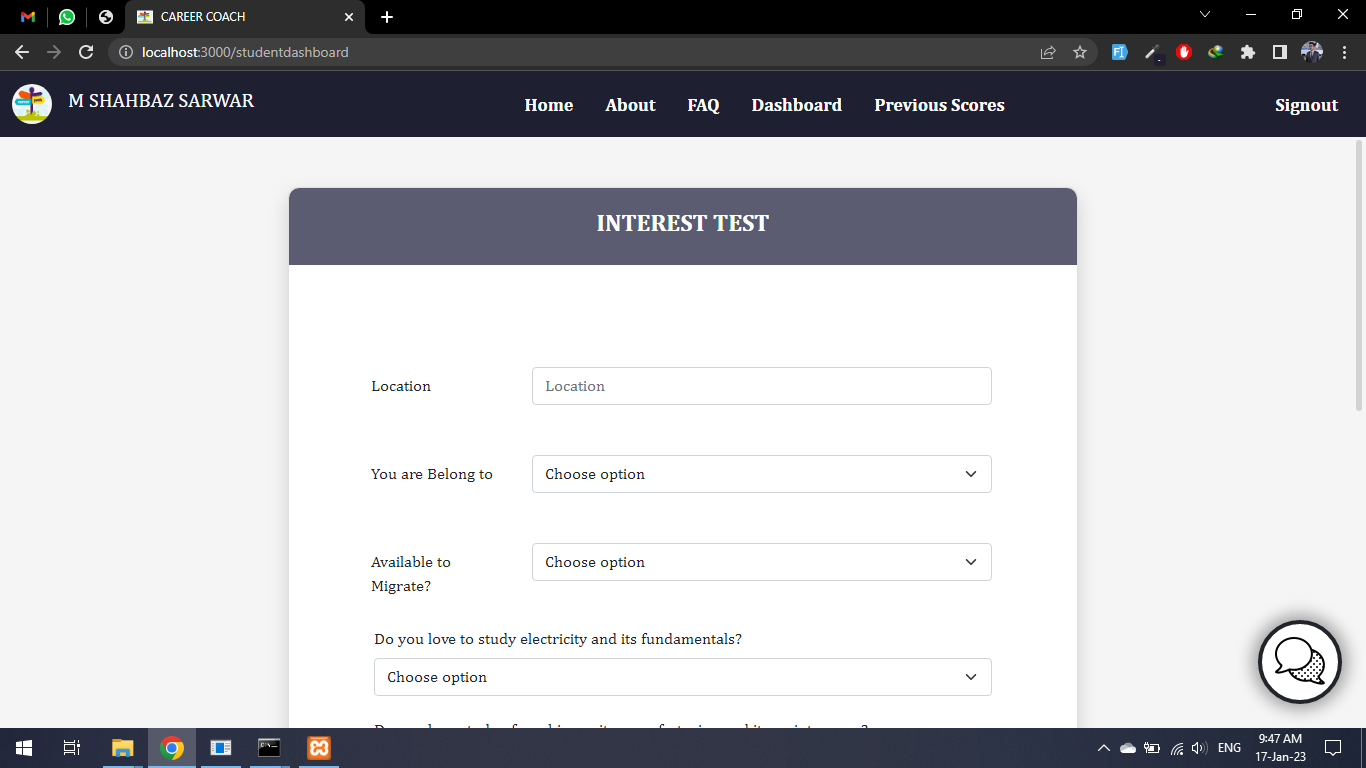 CAREER COACH
localhost:3000/studentdashboard
M SHAHBAZ SARWAR
Home About FAQ Dashboard Previous Scores Signout
INTEREST TEST
Location Location
You are Belong to Choose option
Available to Migrate? Choose option
Do you love to study electricity and its fundamentals?
Choose option
ENG
9:47 AM
17-Jan-23